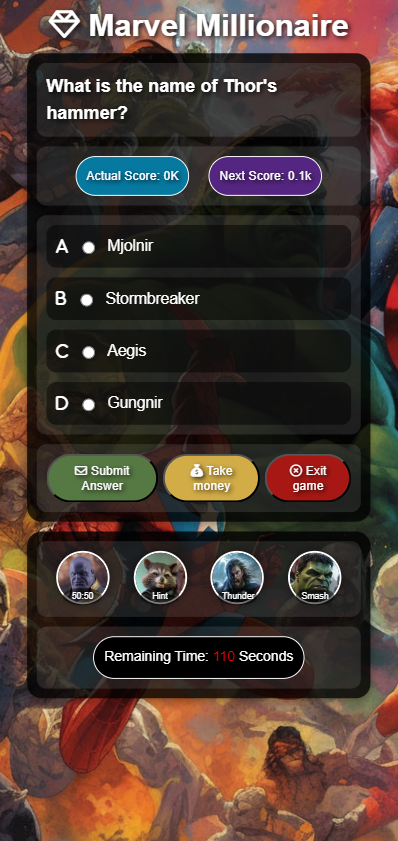 Marvel Millionaire
What is the name of Thor's
hammer?
Actual Score: 0K
Next Score: 0.1k
A Mjolnir
B Stormbreaker
C Aegis
D Gungnir
Submit
Answer
Take
money
Exit
game
50:50
Hint
Thunder
Smash
Remaining Time: 110 Seconds